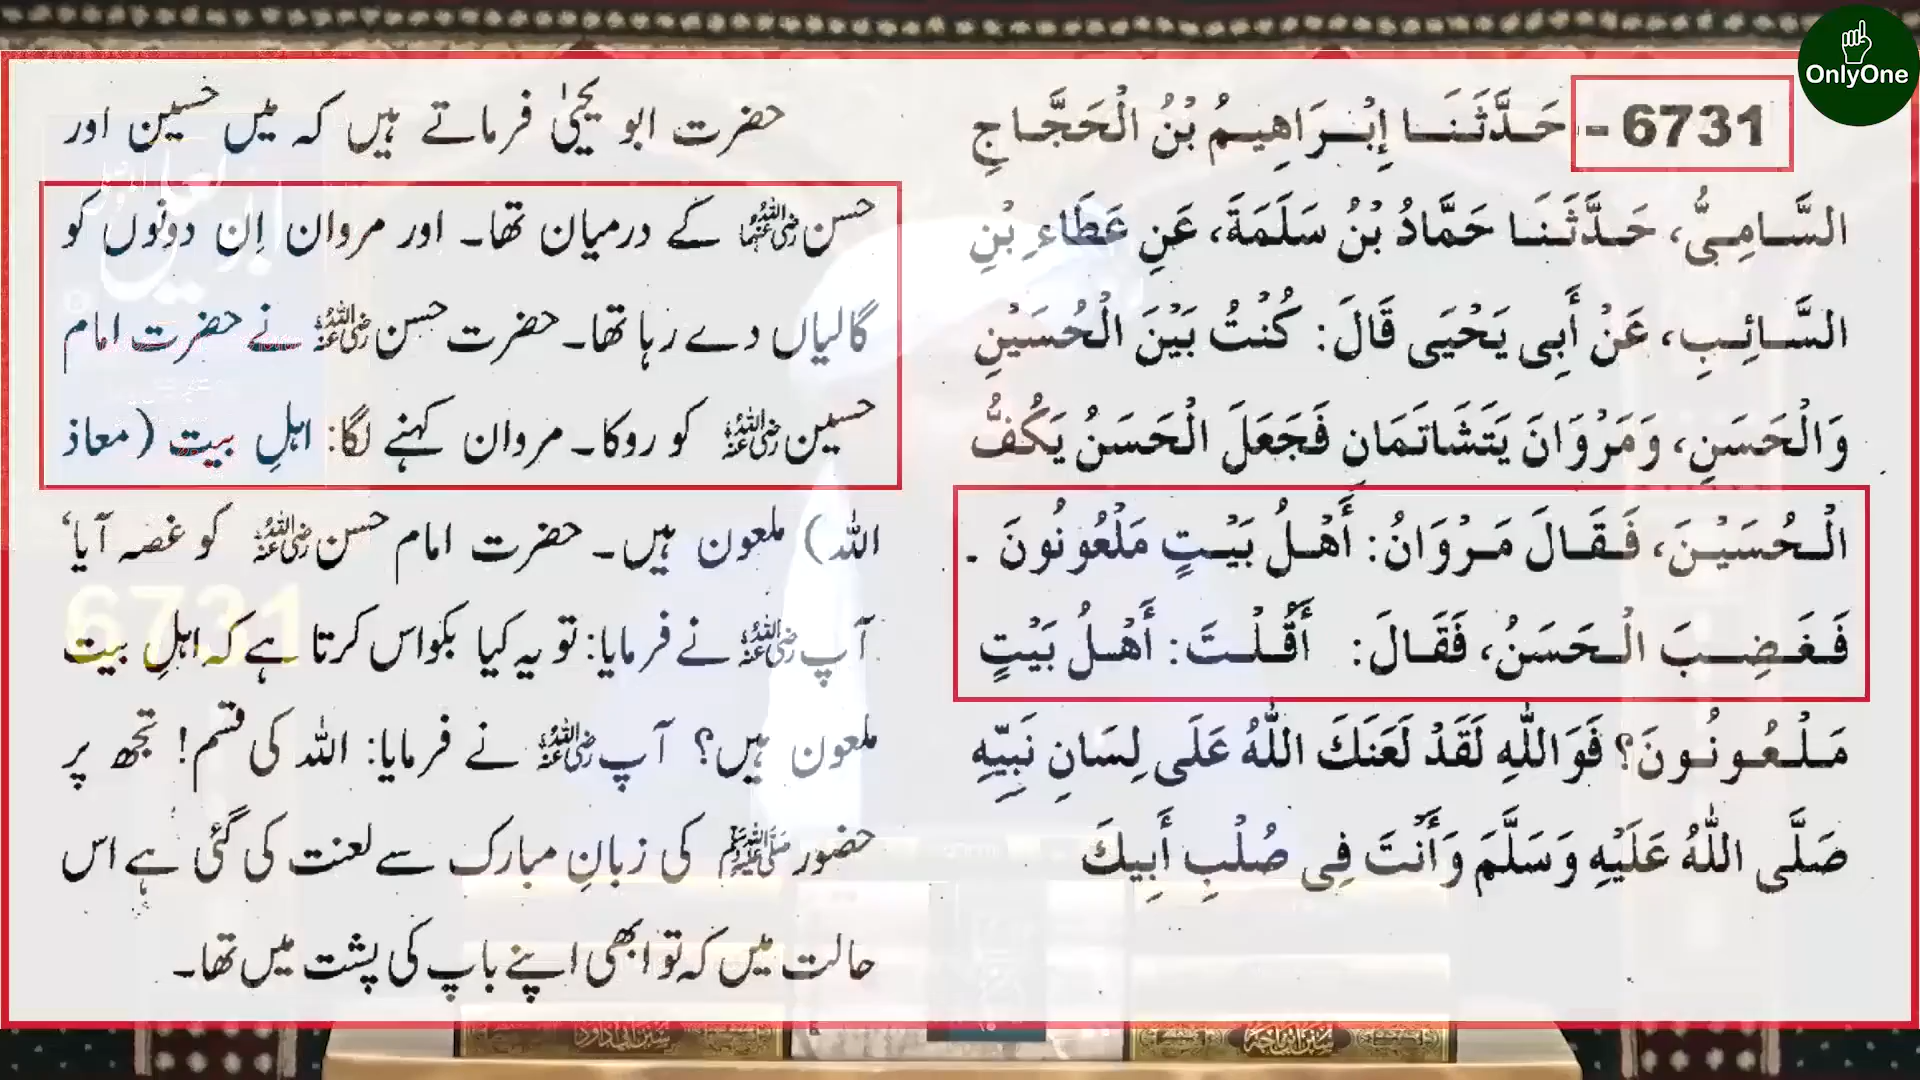 OnlyOne
6731 - حَدَّثَنَا إِبْرَاهِيمُ بْنُ الْحَجَّاجِ
السَّامِيُّ، حَدَّثَنَا حَمَّادُ بْنُ سَلَمَةَ، عَنِ عَطَاءِ بْنِ
السَّائِبِ، عَنْ أَبِي يَحْيَى قَالَ: كُنْتُ بَيْنَ الْحُسَيْنِ
وَالْحَسَنِ، وَمَرْوَانَ يَتَشَاتَمَانِ فَجَعَلَ الْحَسَنُ يَكُفُّ
الْحُسَيْنَ، فَقَالَ مَرْوَانُ: أَهْلُ بَيْتٍ مَلْعُونُونَ .
فَغَضِبَ الْحَسَنُ، فَقَالَ: أَقُلْتَ: أَهْلُ بَيْتٍ
مَلْعُونُونَ؟ فَوَاللّٰهِ لَقَدْ لَعَنَكَ اللّٰهُ عَلَى لِسَانِ نَبِيِّهِ
صَلَّى اللّٰهُ عَلَيْهِ وَسَلَّمَ وَأَنْتَ فِي صُلْبِ أَبِيكَ
حضرت ابو یحییٰ فرماتے ہیں کہ میں حسین اور
حسن رضی اللہ عنہما کے درمیان تھا۔ اور مروان اِن دونوں کو
گالیاں دے رہا تھا۔ حضرت حسن رضی اللہ عنہ نے حضرت امام
حسین رضی اللہ عنہ کو روکا۔ مروان کہنے لگا: اہلِ بیت (معاذ
اللہ) ملعون ہیں۔ حضرت امام حسن رضی اللہ عنہ کو غصہ آیا،
آپ رضی اللہ عنہ نے فرمایا: تو یہ کیا بکواس کرتا ہے کہ اہلِ بیت
ملعون ہیں؟ آپ رضی اللہ عنہ نے فرمایا: اللہ کی قسم! تجھ پر
حضور صلی اللہ علیہ وسلم کی زبانِ مبارک سے لعنت کی گئی ہے اس
حالت میں کہ تو ابھی اپنے باپ کی پشت میں تھا۔
6731
سنن ابی داود
سنن ابن ماجہ